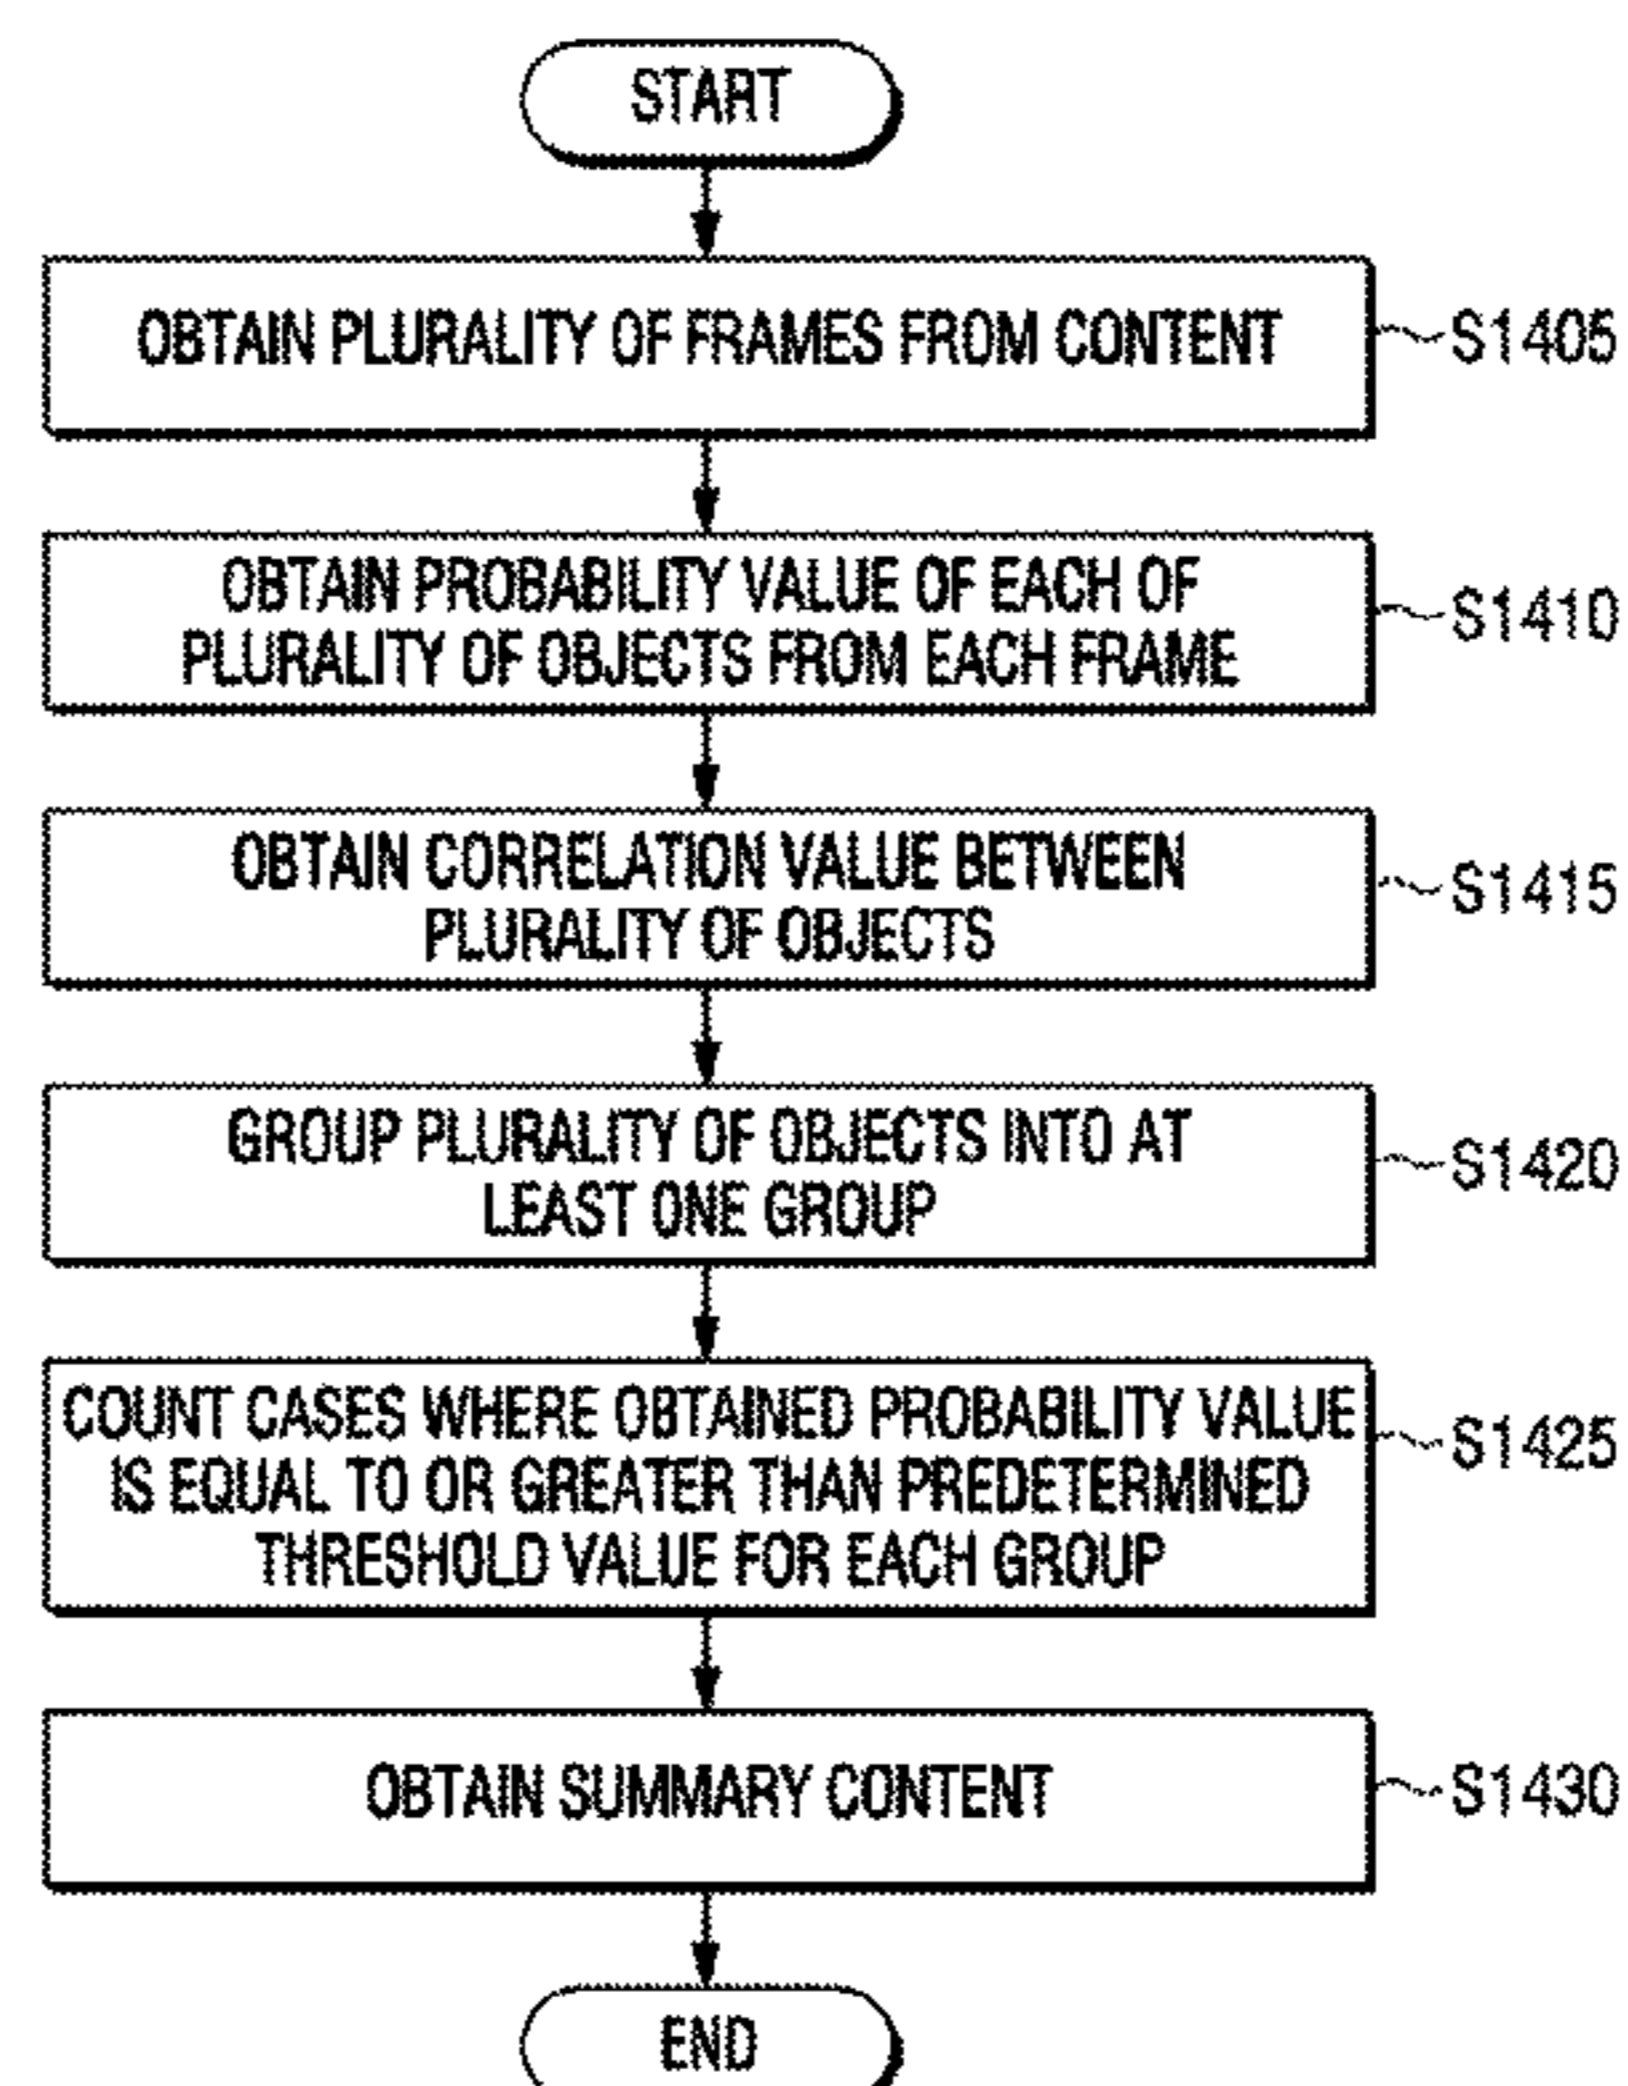 START
OBTAIN PLURALITY OF FRAMES FROM CONTENT
S1405
OBTAIN PROBABILITY VALUE OF EACH OF
PLURALITY OF OBJECTS FROM EACH FRAME
S1410
OBTAIN CORRELATION VALUE BETWEEN
PLURALITY OF OBJECTS
S1415
GROUP PLURALITY OF OBJECTS INTO AT
LEAST ONE GROUP
S1420
COUNT CASES WHERE OBTAINED PROBABILITY VALUE
IS EQUAL TO OR GREATER THAN PREDETERMINED
THRESHOLD VALUE FOR EACH GROUP
S1425
OBTAIN SUMMARY CONTENT
S1430
END